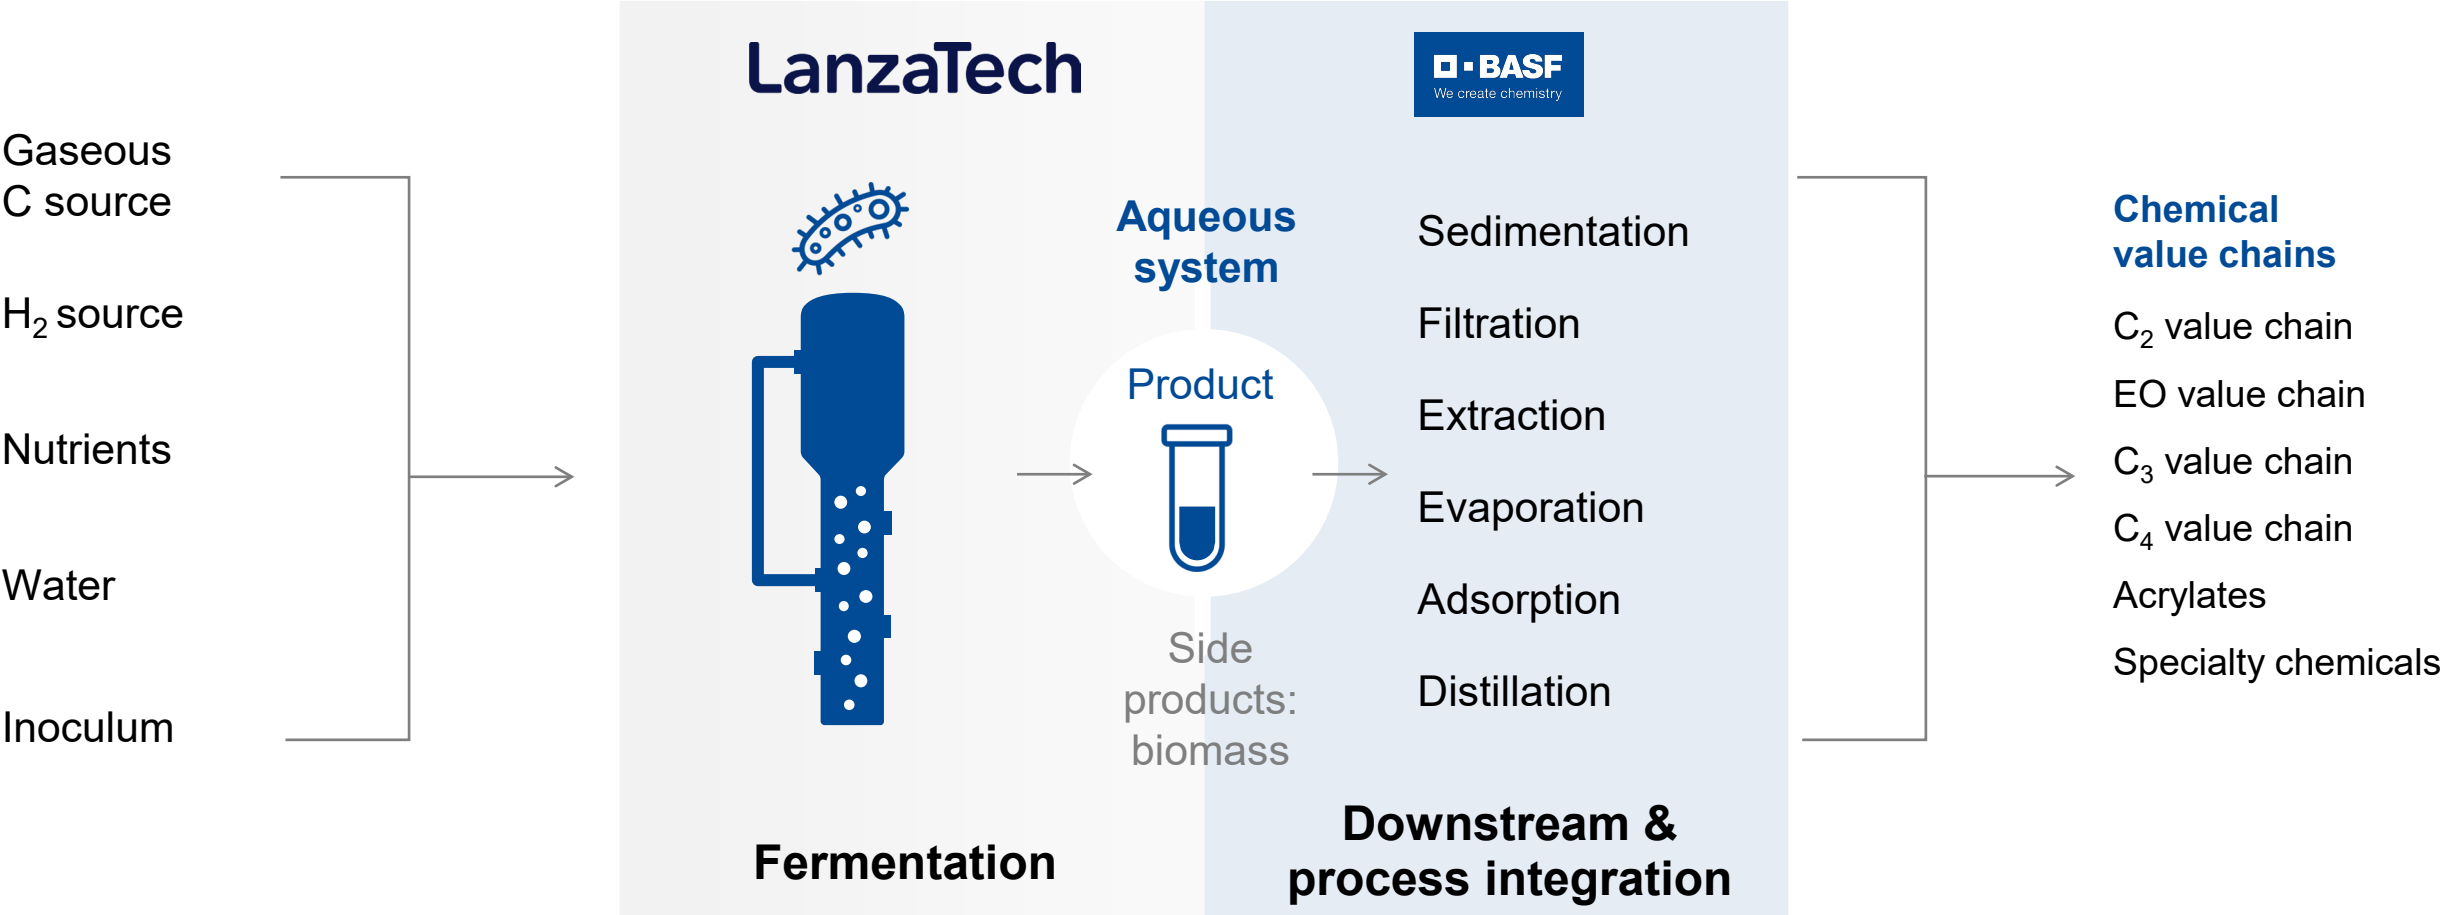 Gaseous
C source
H₂ source
Nutrients
Water
Inoculum
LanzaTech
Fermentation
Aqueous
system
Product
Side
products:
biomass
BASF
We create chemistry
Sedimentation
Filtration
Extraction
Evaporation
Adsorption
Distillation
Downstream &
process integration
Chemical
value chains
C₂ value chain
EO value chain
C₃ value chain
C₄ value chain
Acrylates
Specialty chemicals